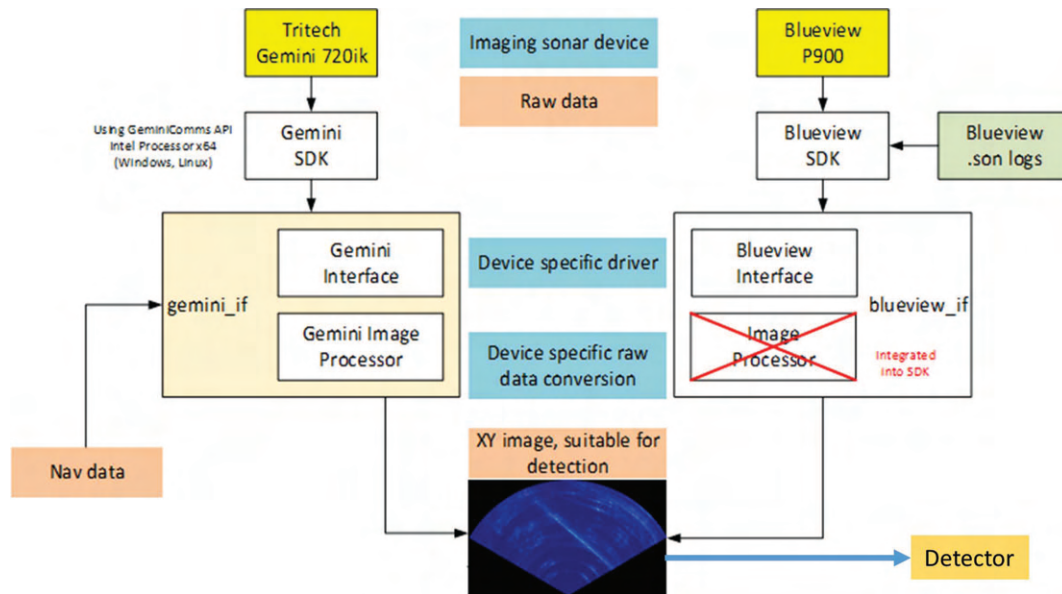 Tritech
Gemini 720ik
Imaging sonar device
Blueview
P900
Raw data
Using GeminiComms API
Intel Processor x64
(Windows, Linux)
Gemini
SDK
Blueview
SDK
Blueview
.son logs
Gemini
Interface
Device specific driver
Blueview
Interface
gemini_if
blueview_if
Gemini Image
Processor
Device specific raw
data conversion
Image
Processor
Integrated
into SDK
Nav data
XY image, suitable for
detection
Detector